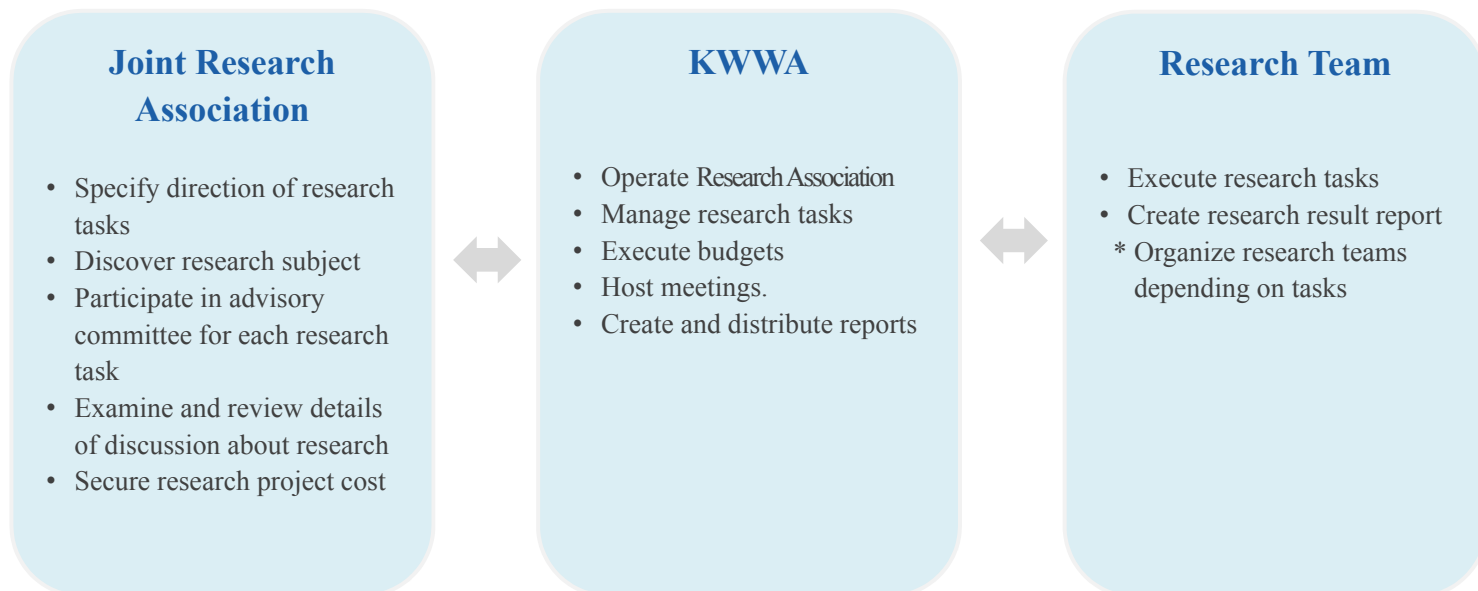 Joint Research
Association
• Specify direction of research
tasks
• Discover research subject
• Participate in advisory
committee for each research
task
• Examine and review details
of discussion about research
• Secure research project cost
KWWA
• Operate Research Association
• Manage research tasks
• Execute budgets
• Host meetings.
• Create and distribute reports
Research Team
• Execute research tasks
• Create research result report
* Organize research teams
depending on tasks